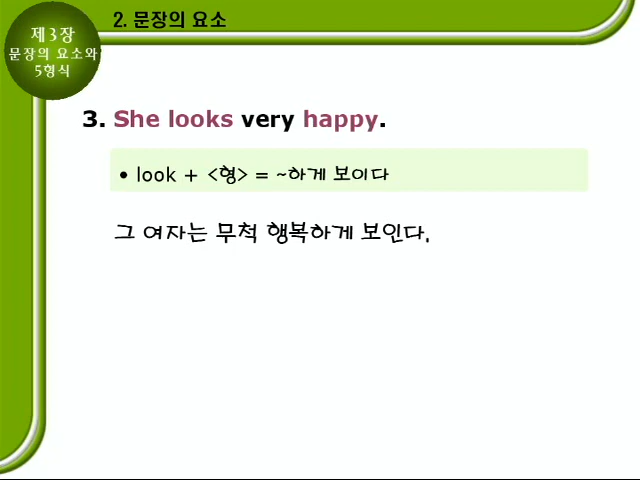 2. 문장의 요소
제3장
문장의 요소와
5형식
3. She looks very happy.
• look + <형> = ~하게 보이다
그 여자는 무척 행복하게 보인다.